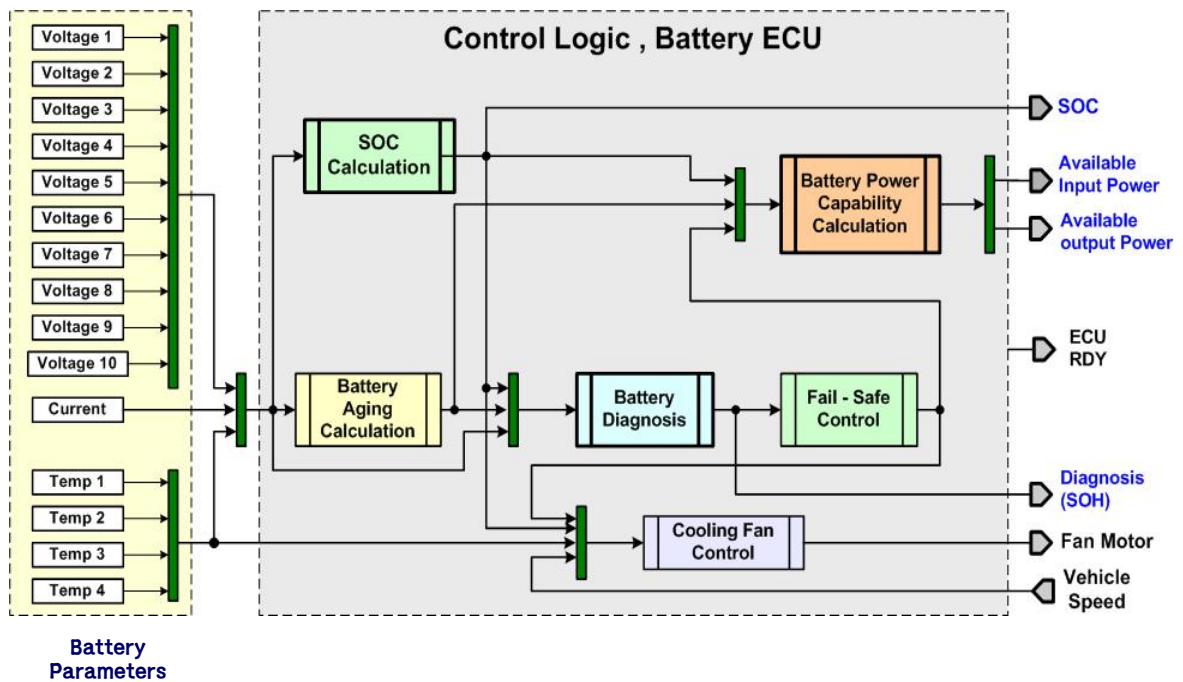 Control Logic , Battery ECU
Voltage 1
Voltage 2
Voltage 3
Voltage 4
Voltage 5
Voltage 6
Voltage 7
Voltage 8
Voltage 9
Voltage 10
Current
Temp 1
Temp 2
Temp 3
Temp 4
Battery
Parameters
SOC
Calculation
Battery
Aging
Calculation
Battery
Diagnosis
Battery Power
Capability
Calculation
Fail - Safe
Control
Cooling Fan
Control
SOC
Available
Input Power
Available
output Power
ECU
RDY
Diagnosis
(SOH)
Fan Motor
Vehicle
Speed